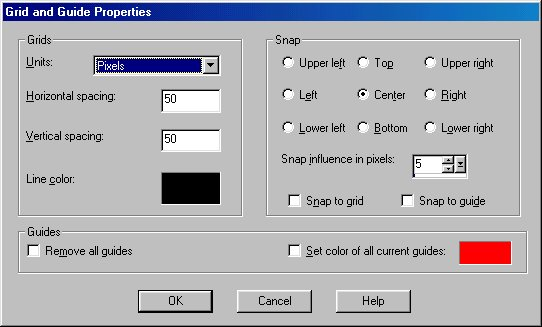 Grid and Guide Properties
Grids
Units: Pixels
Horizontal spacing: 50
Vertical spacing: 50
Line color:
Snap
Upper left Top Upper right
Left Center Right
Lower left Bottom Lower right
Snap influence in pixels: 5
Snap to grid Snap to guide
Guides
Remove all guides Set color of all current guides:
OK Cancel Help